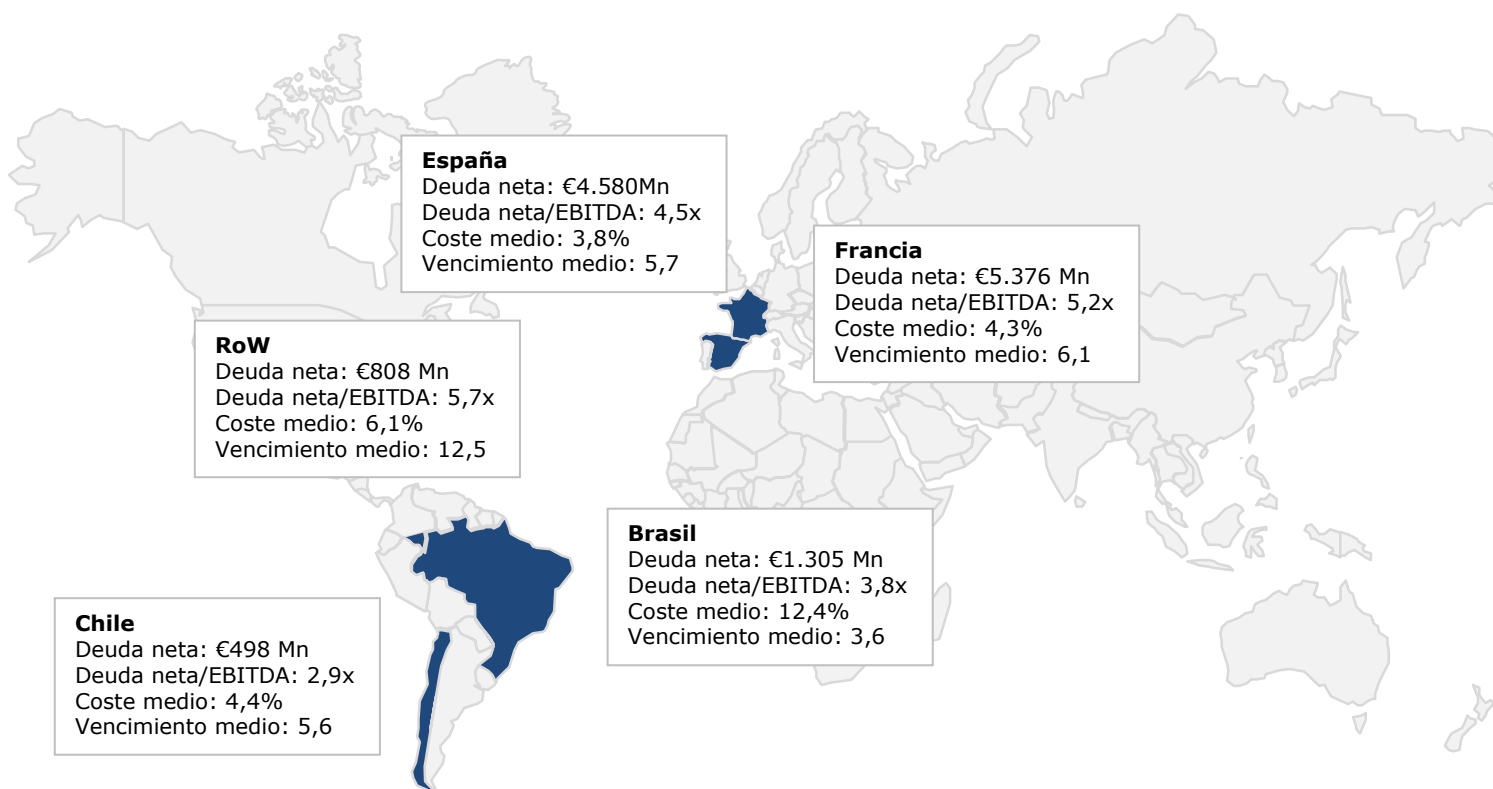 España
Deuda neta: €4.580Mn
Deuda neta/EBITDA: 4,5x
Coste medio: 3,8%
Vencimiento medio: 5,7
Francia
Deuda neta: €5.376 Mn
Deuda neta/EBITDA: 5,2x
Coste medio: 4,3%
Vencimiento medio: 6,1
RoW
Deuda neta: €808 Mn
Deuda neta/EBITDA: 5,7x
Coste medio: 6,1%
Vencimiento medio: 12,5
Brasil
Deuda neta: €1.305 Mn
Deuda neta/EBITDA: 3,8x
Coste medio: 12,4%
Vencimiento medio: 3,6
Chile
Deuda neta: €498 Mn
Deuda neta/EBITDA: 2,9x
Coste medio: 4,4%
Vencimiento medio: 5,6